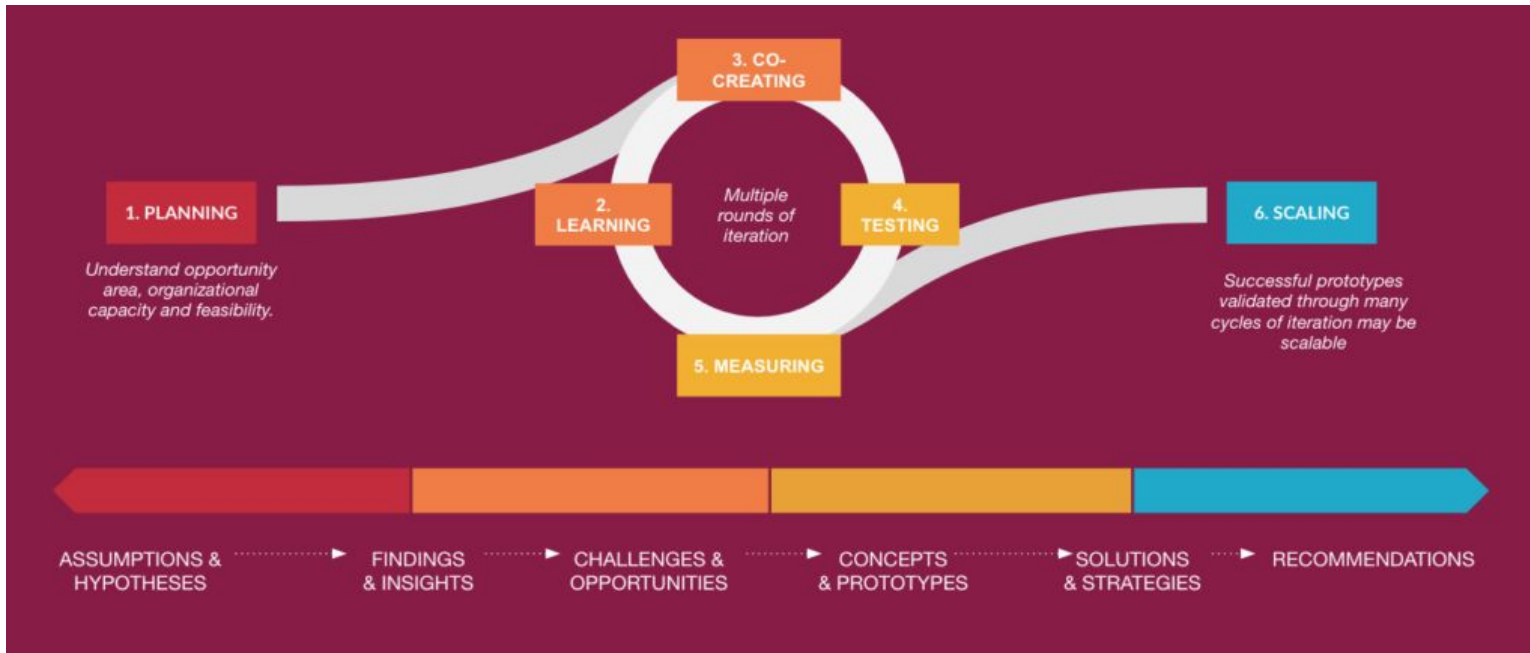 3. CO-
CREATING
1. PLANNING
Understand opportunity
area, organizational
capacity and feasibility.
2.
LEARNING
Multiple
rounds of
iteration
4.
TESTING
5. MEASURING
6. SCALING
Successful prototypes
validated through many
cycles of iteration may be
scalable
ASSUMPTIONS &
HYPOTHESES
FINDINGS
& INSIGHTS
CHALLENGES &
OPPORTUNITIES
CONCEPTS
& PROTOTYPES
SOLUTIONS
& STRATEGIES
RECOMMENDATIONS